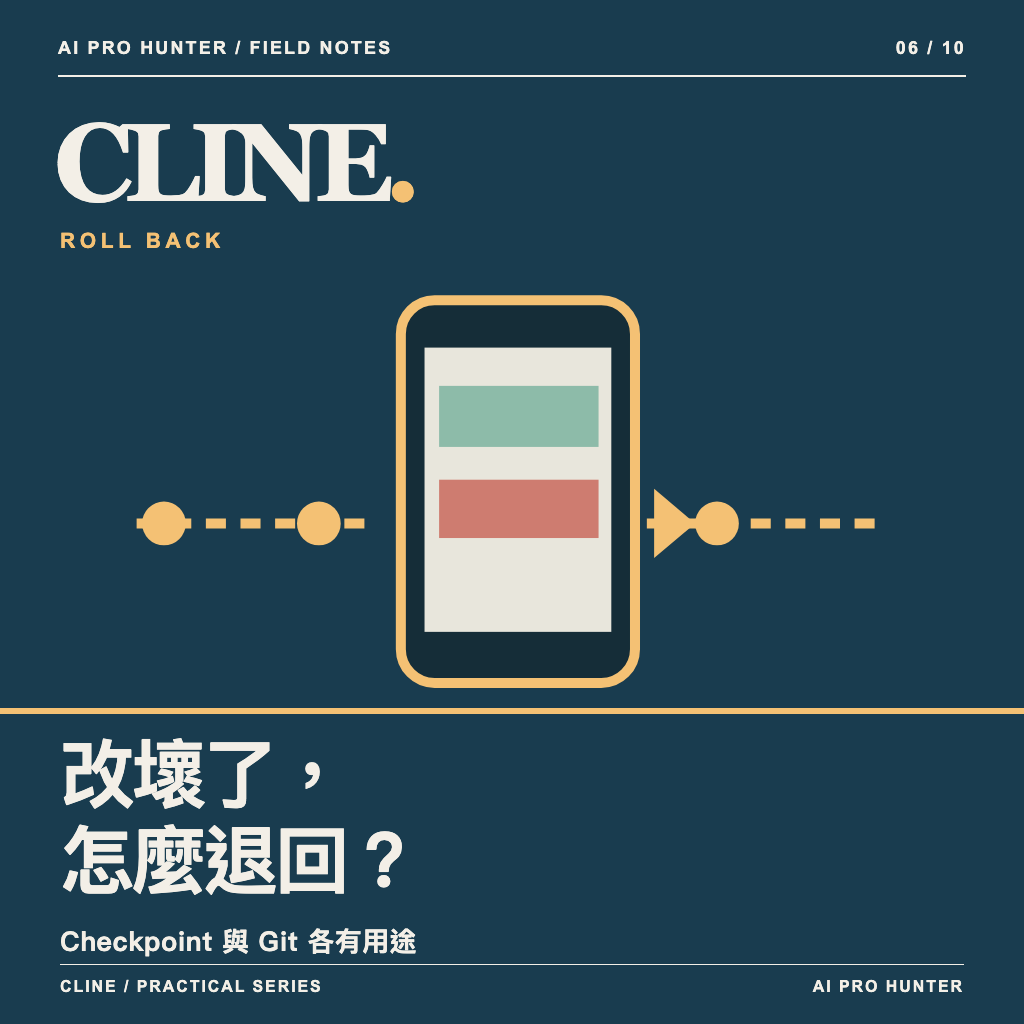 AI PRO HUNTER / FIELD NOTES
06 / 10
CLINE.
ROLL BACK
改壞了，
怎麼退回？
Checkpoint 與 Git 各有用途
CLINE / PRACTICAL SERIES
AI PRO HUNTER